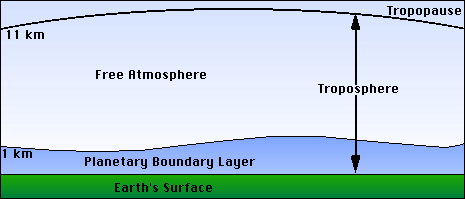 Tropopause
11 km
Free Atmosphere
Troposphere
1 km
Planetary Boundary Layer
Earth's Surface